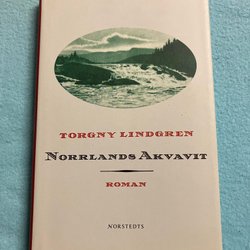 TORGNY LINDGREN
NORRLANDS AKVAVIT
ROMAN
NORSTEDTS